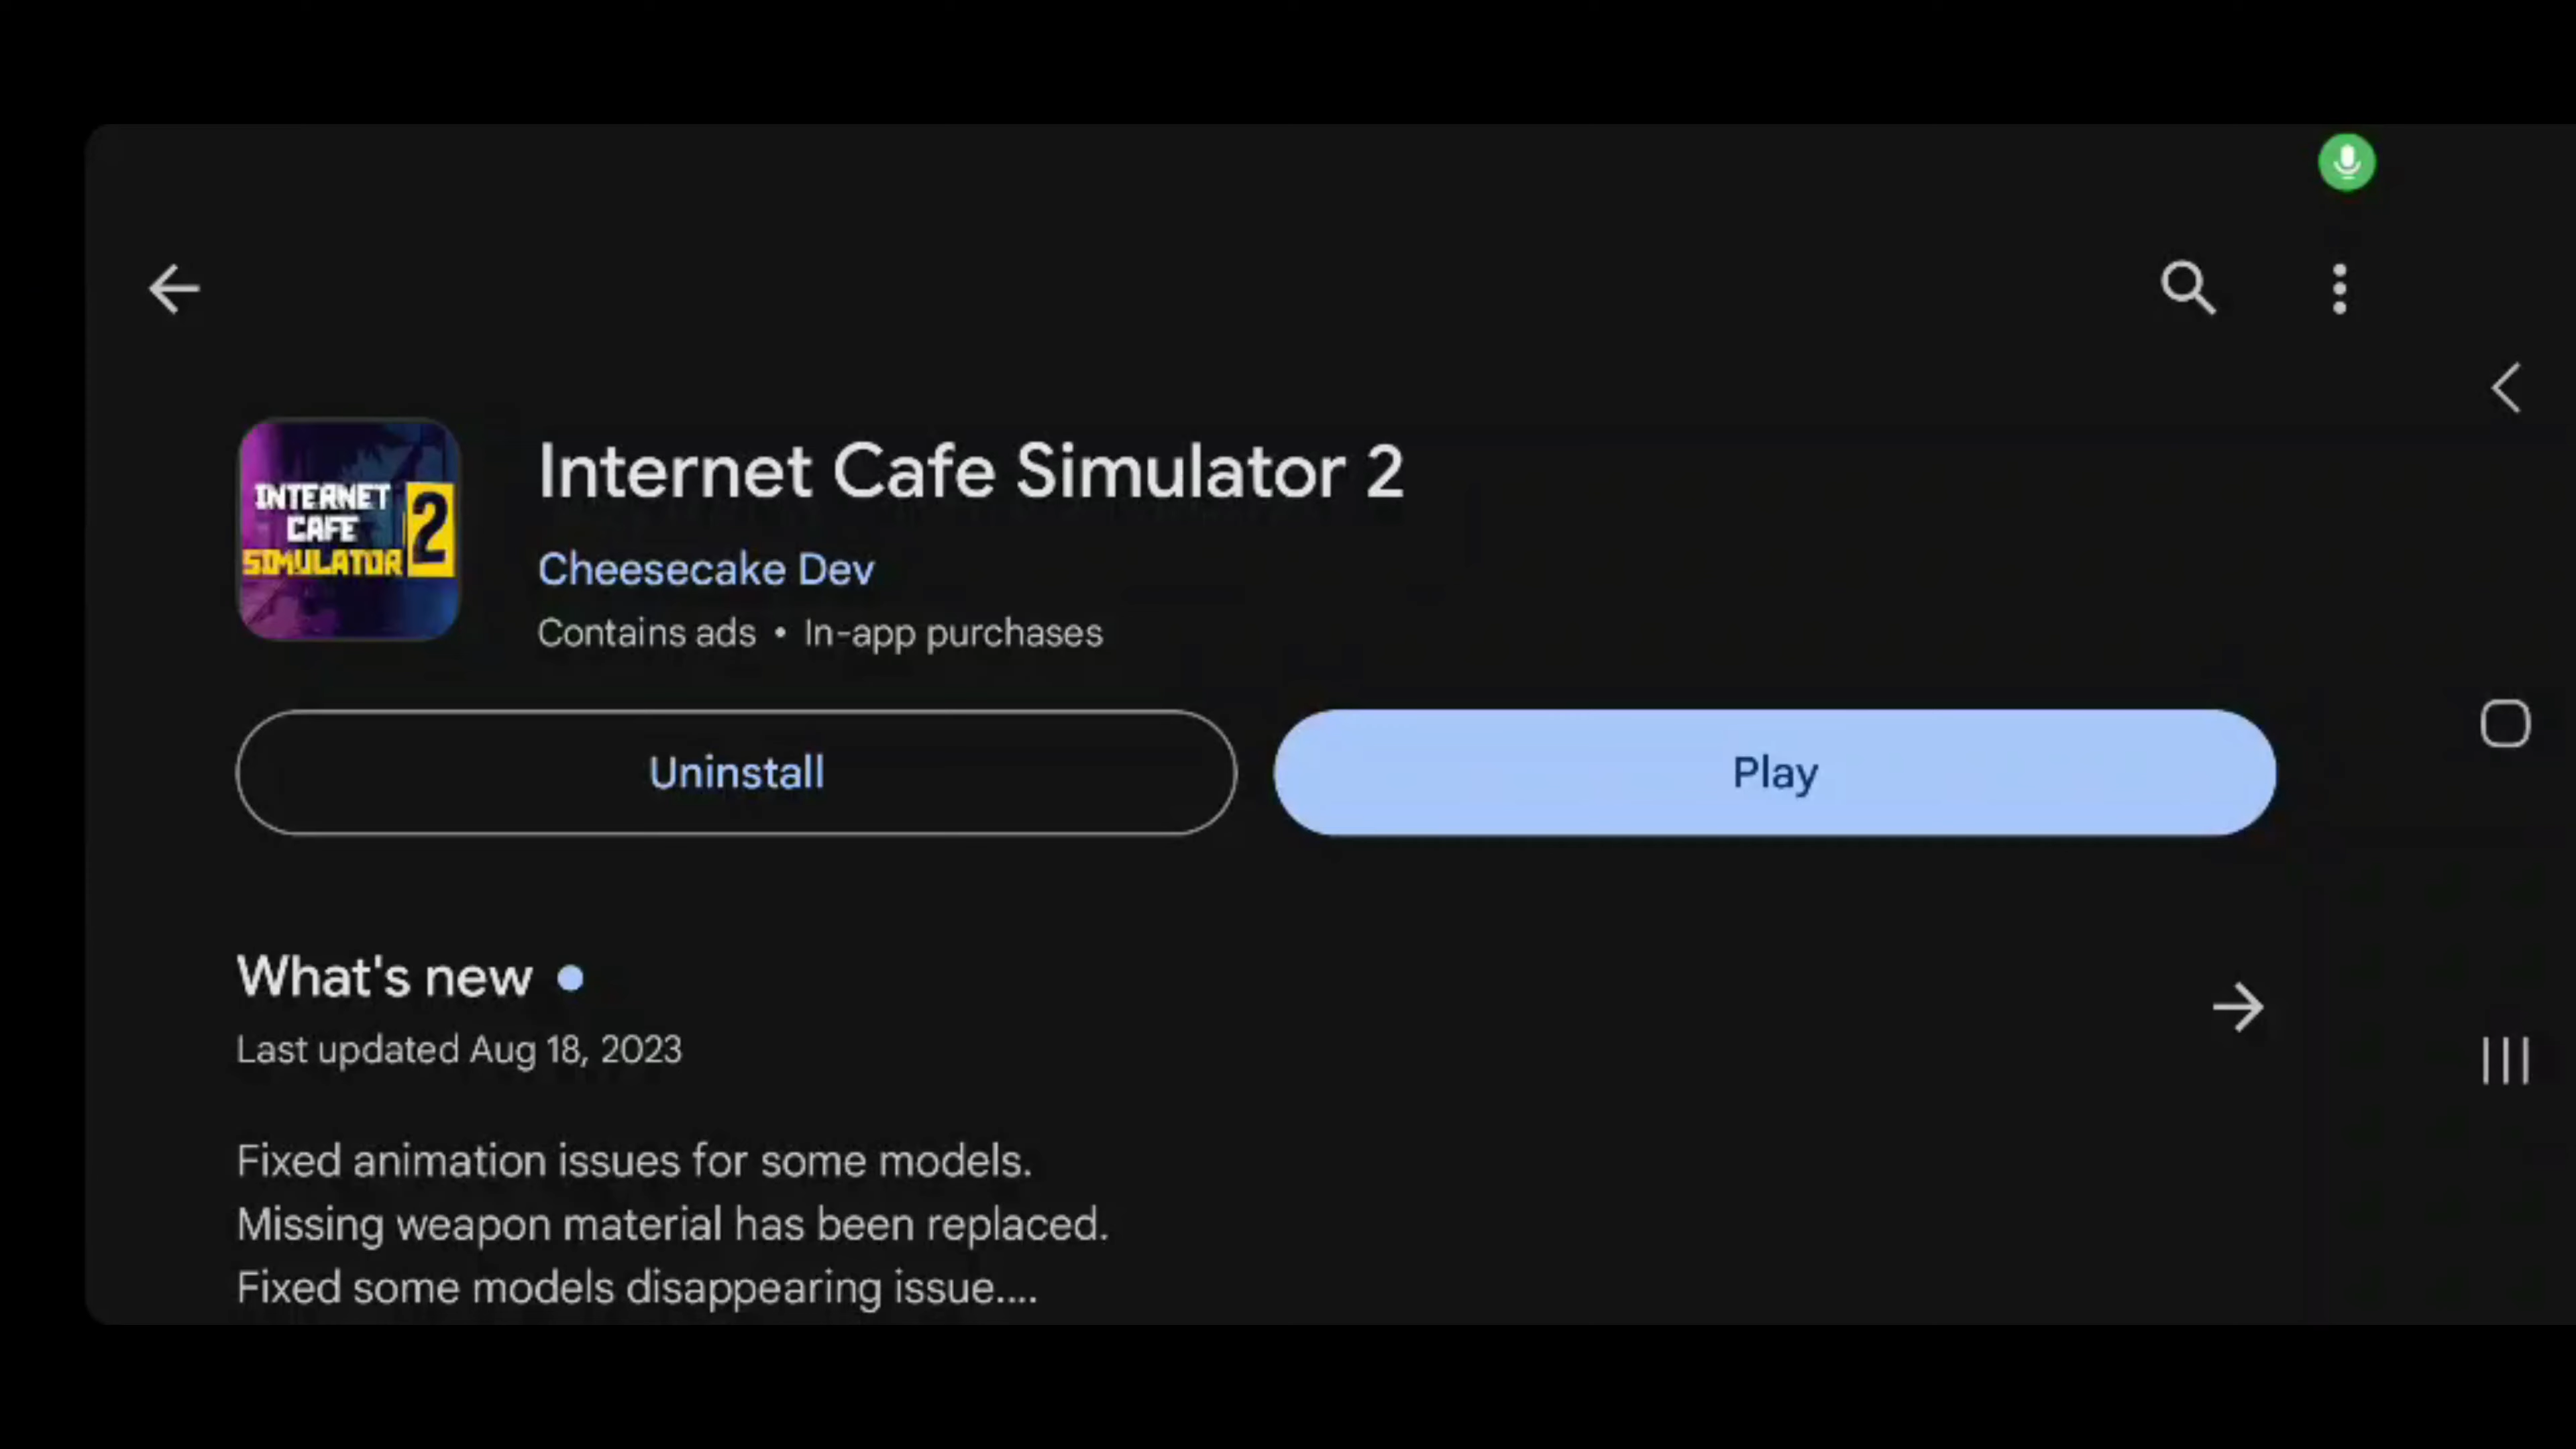 INTERNET
CAFE
SIMULATOR 2
Internet Cafe Simulator 2
Cheesecake Dev
Contains ads • In-app purchases
Uninstall
Play
What's new
Last updated Aug 18, 2023
Fixed animation issues for some models.
Missing weapon material has been replaced.
Fixed some models disappearing issue....